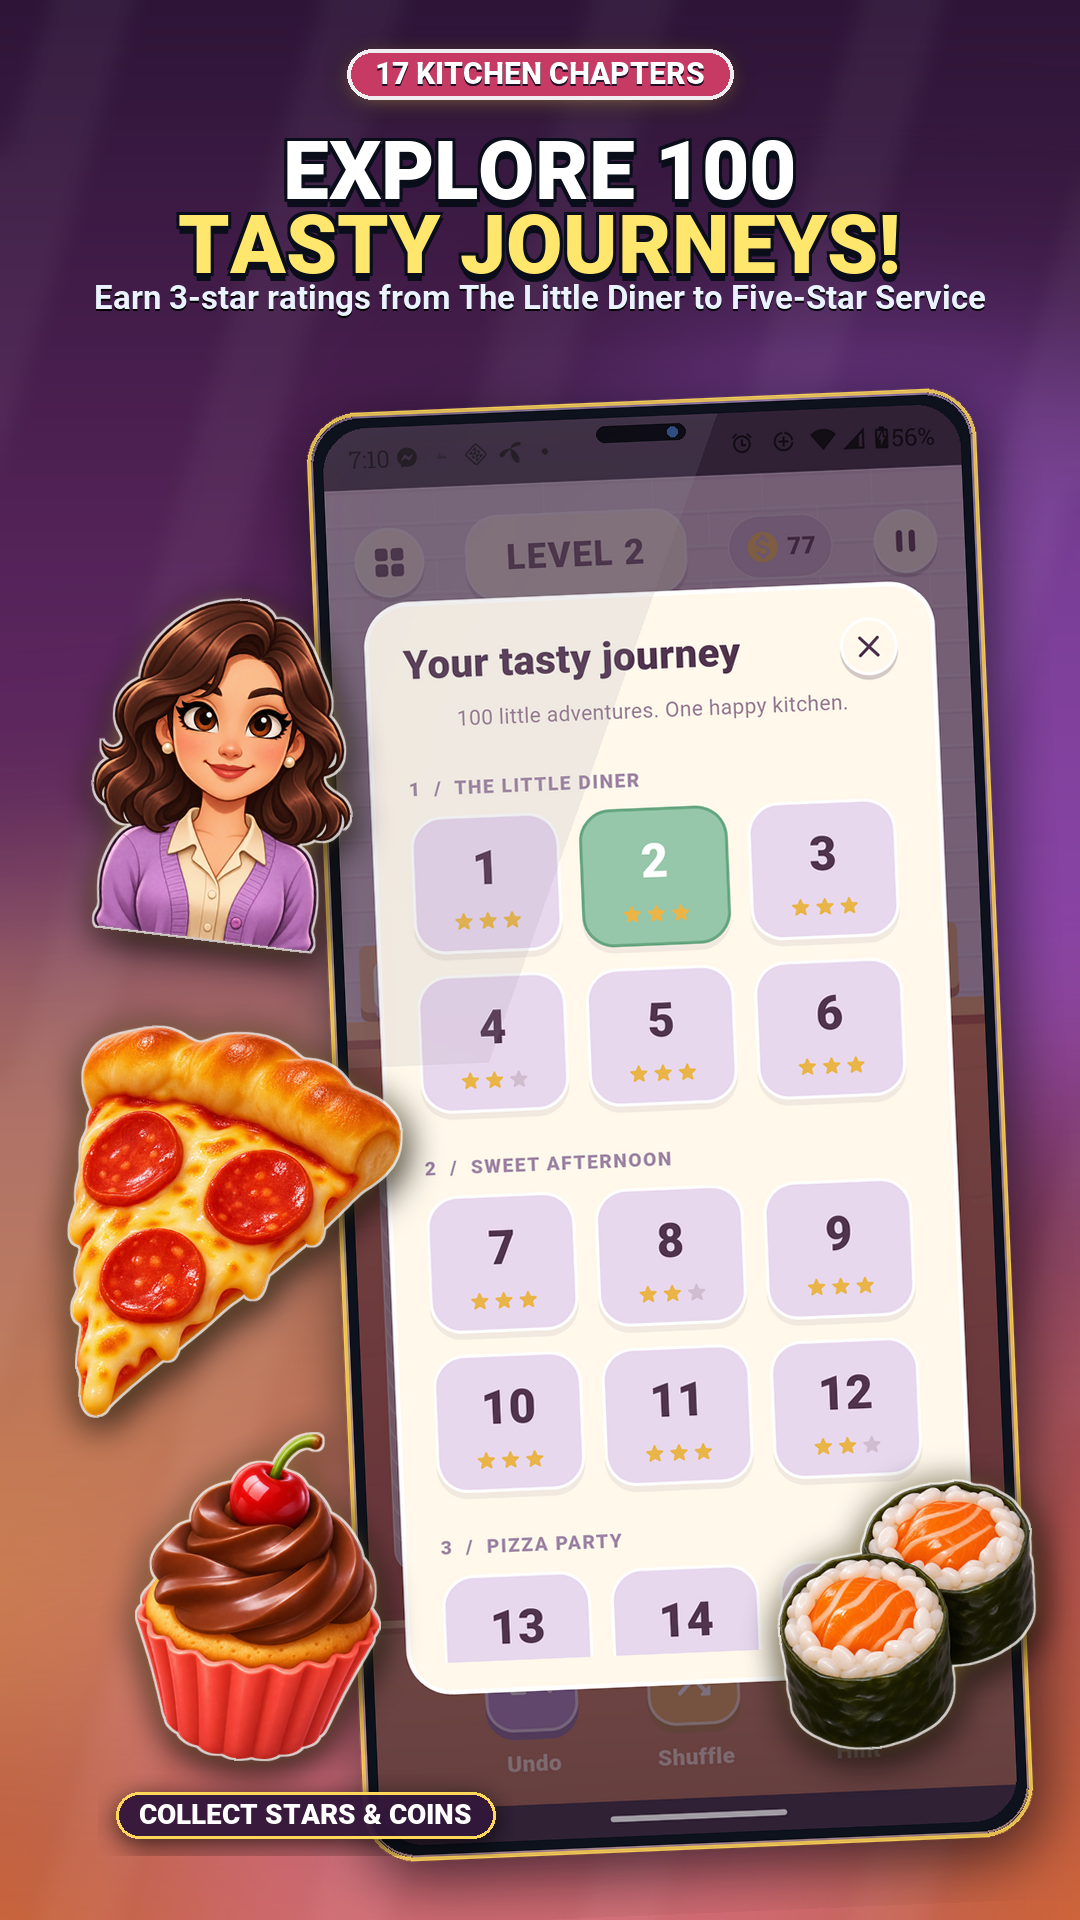 17 KITCHEN CHAPTERS
EXPLORE 100
TASTY JOURNEYS!
Earn 3-star ratings from The Little Diner to Five-Star Service
7:10
56%
LEVEL 2
77
Your tasty journey
100 little adventures. One happy kitchen.
1 / THE LITTLE DINER
1
2
3
4
5
6
2 / SWEET AFTERNOON
7
8
9
10
11
12
3 / PIZZA PARTY
13
14
Undo
Shuffle
Hint
COLLECT STARS & COINS